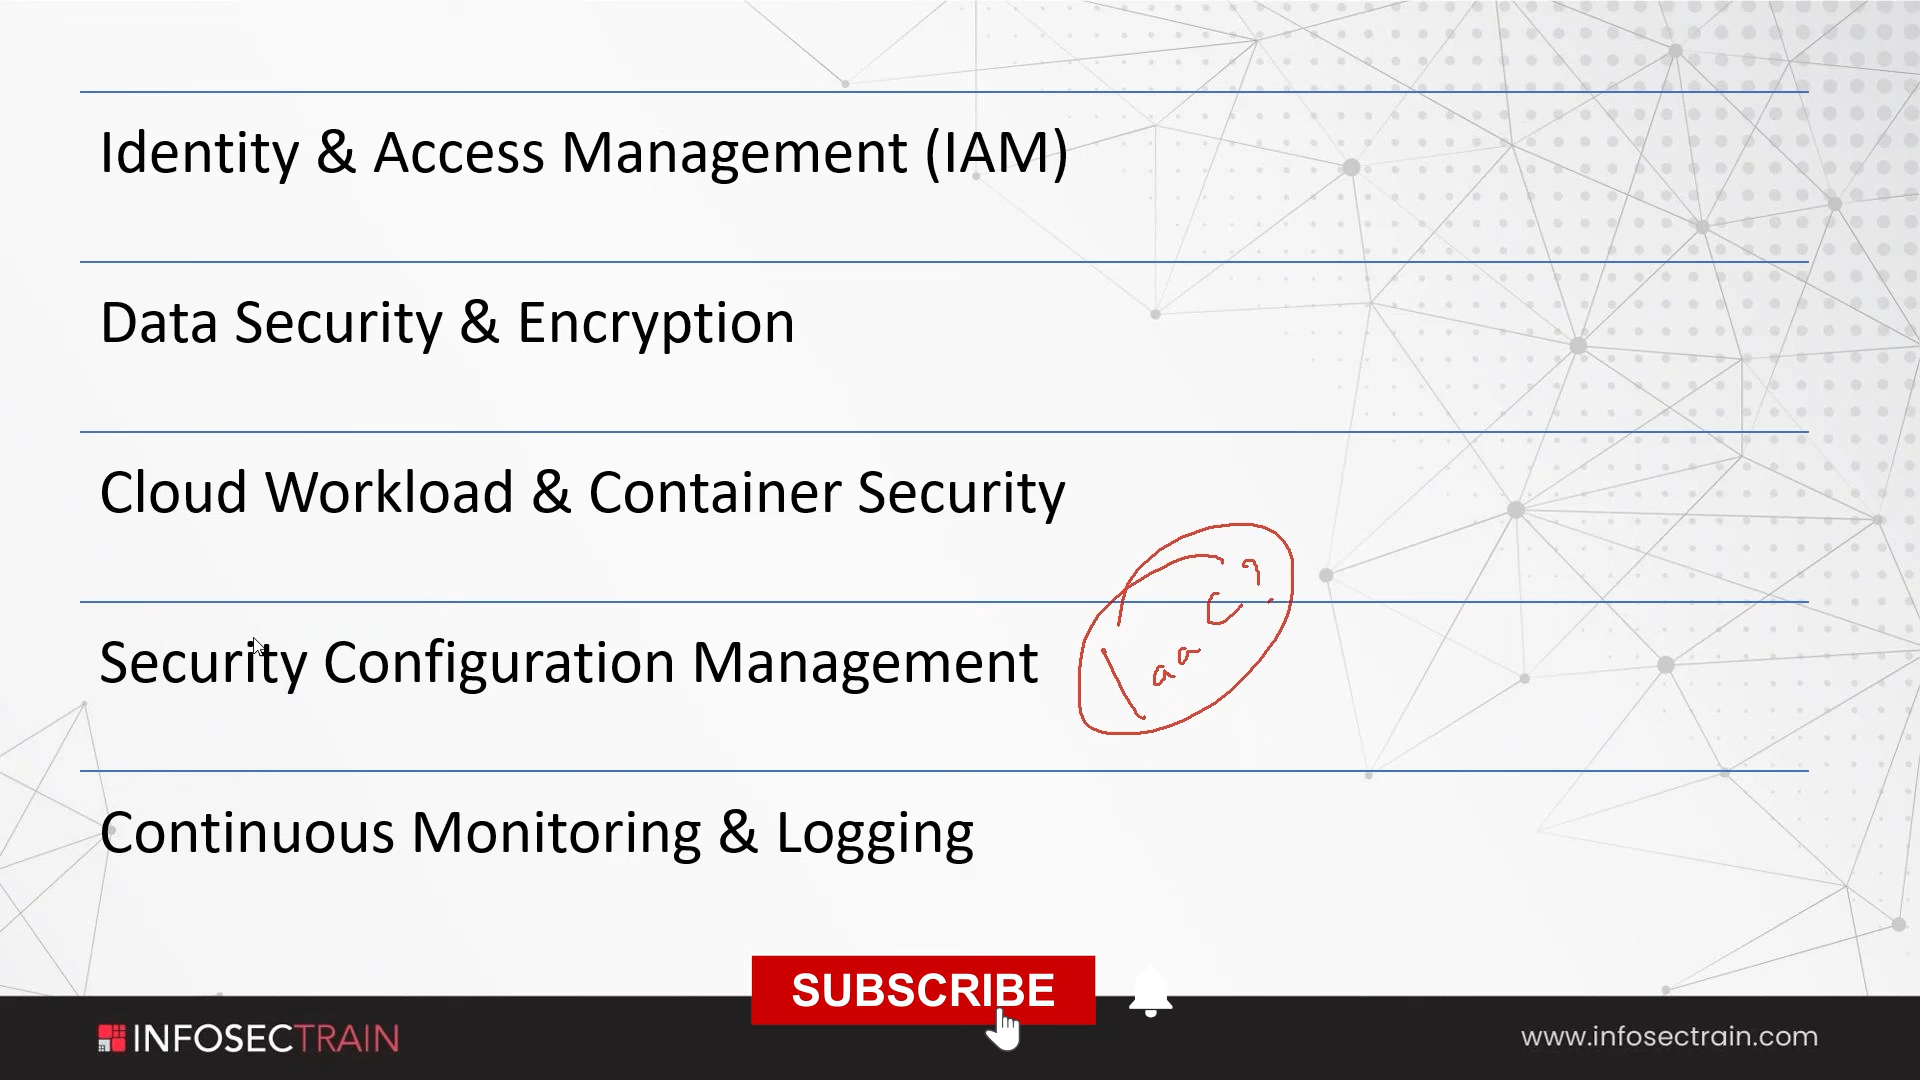 Identity & Access Management (IAM)
Data Security & Encryption
Cloud Workload & Container Security
Security Configuration Management
Iaac?
Continuous Monitoring & Logging
SUBSCRIBE
INFOSECTRAIN
www.infosectrain.com